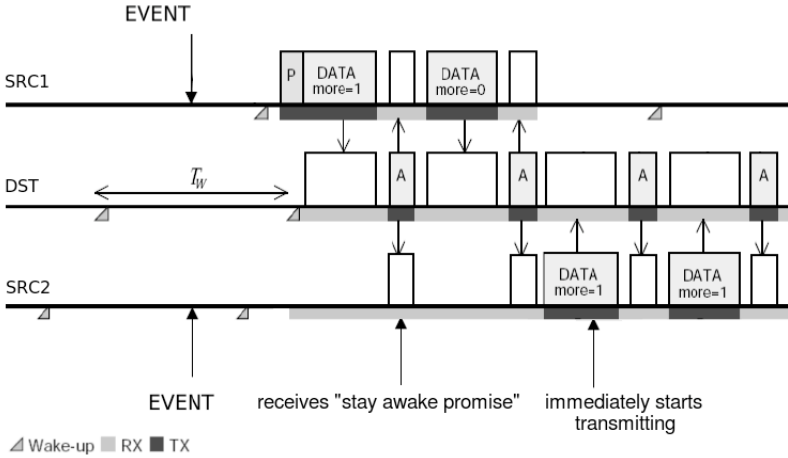 EVENT
SRC1
P
DATA
more=1
DATA
more=0
DST
T_W
A
A
A
A
SRC2
DATA
more=1
DATA
more=1
EVENT
receives "stay awake promise"
immediately starts
transmitting
Wake-up RX TX